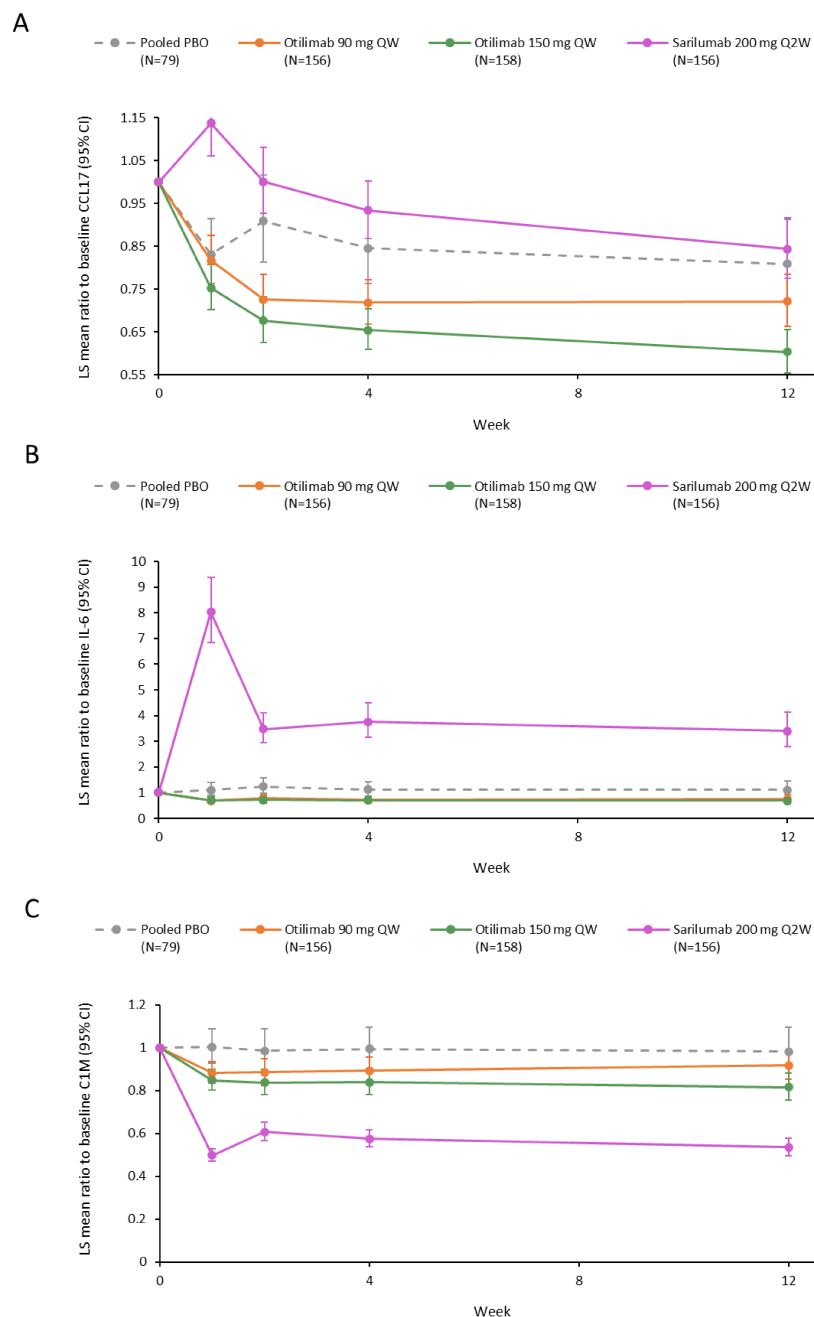 A
Pooled PBO Otilimab 90 mg QW Otilimab 150 mg QW Sarilumab 200 mg Q2W
(N=79) (N=156) (N=158) (N=156)
LS mean ratio to baseline CCL17 (95% CI)
1.15
1.05
0.95
0.85
0.75
0.65
0.55
0 4 8 12
Week
B
Pooled PBO Otilimab 90 mg QW Otilimab 150 mg QW Sarilumab 200 mg Q2W
(N=79) (N=156) (N=158) (N=156)
LS mean ratio to baseline IL-6 (95% CI)
10
9
8
7
6
5
4
3
2
1
0
0 4 8 12
Week
C
Pooled PBO Otilimab 90 mg QW Otilimab 150 mg QW Sarilumab 200 mg Q2W
(N=79) (N=156) (N=158) (N=156)
LS mean ratio to baseline C1M (95% CI)
1.2
1
0.8
0.6
0.4
0.2
0
0 4 8 12
Week